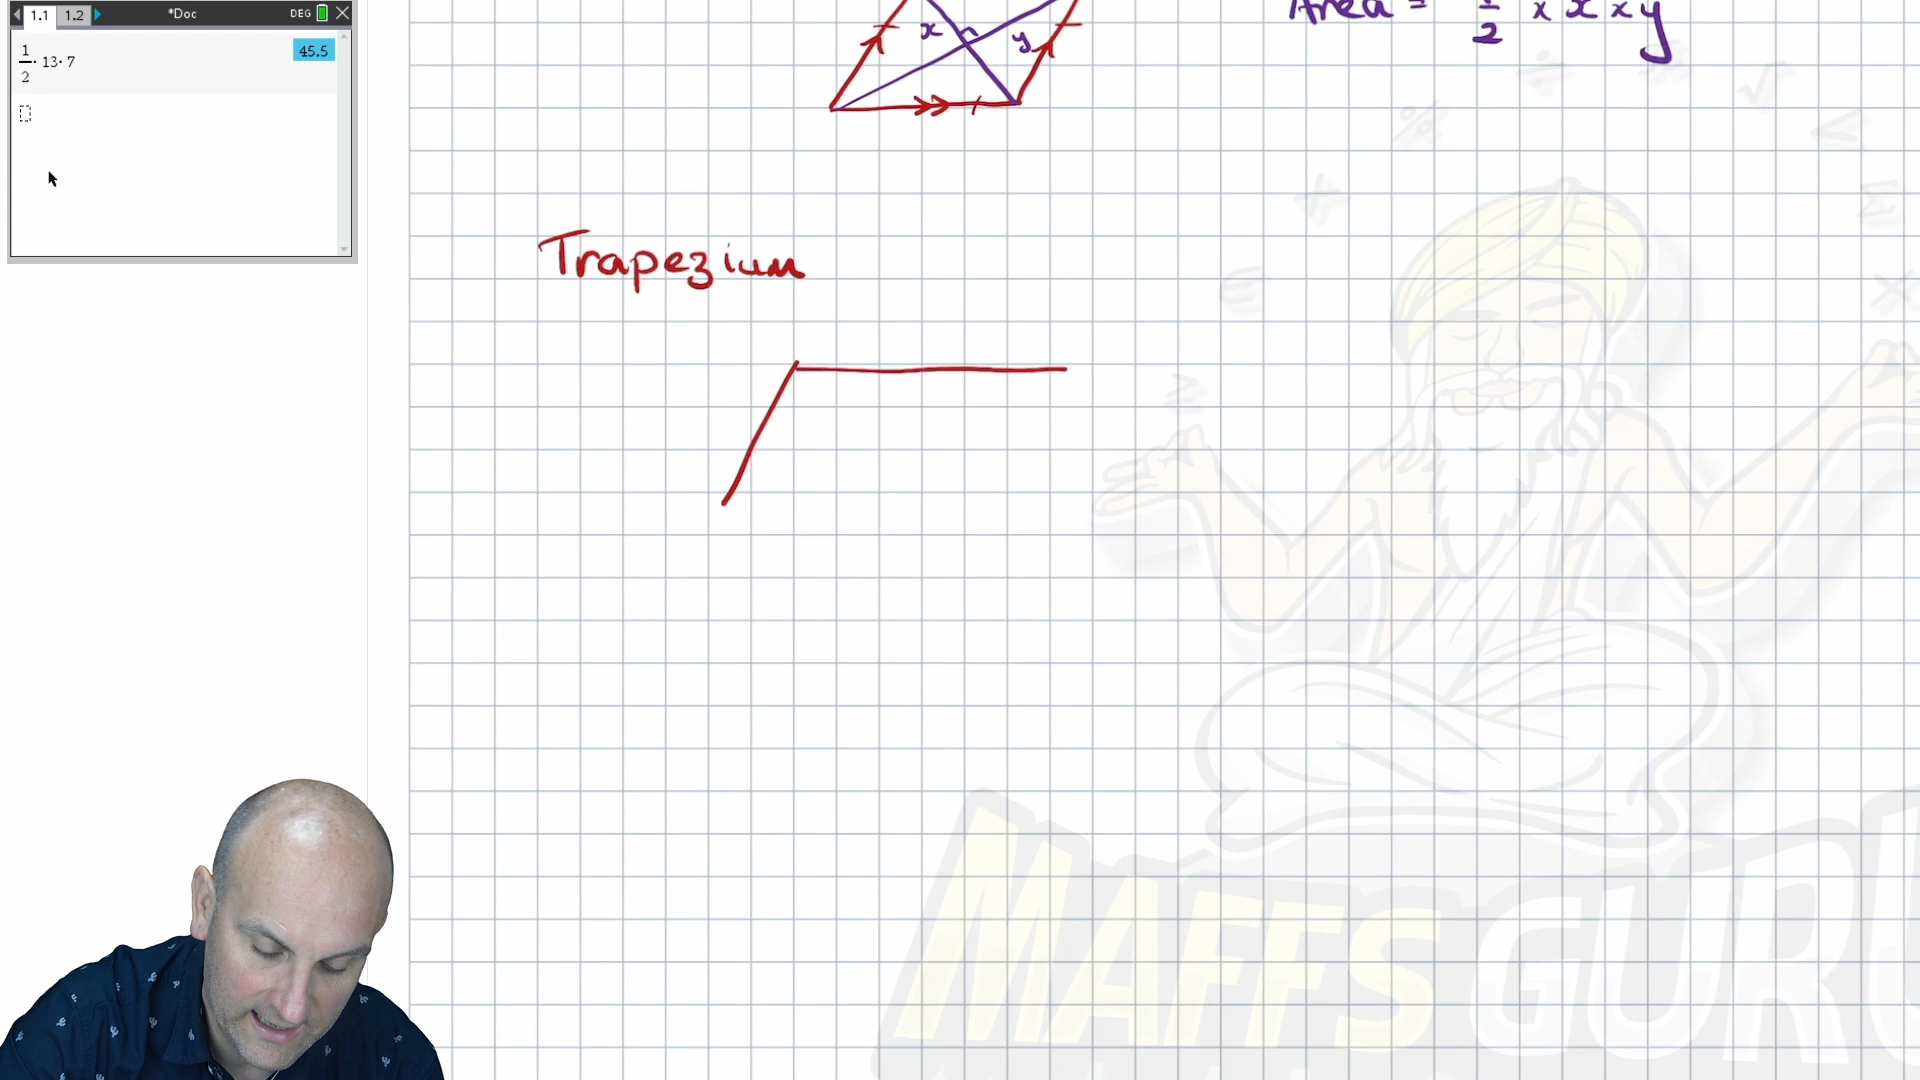 1.1 1.2 *Doc DEG
1/2 · 13 · 7 45.5
x y
Area = 1/2 x x x y
Trapezium
MAFFS GURU